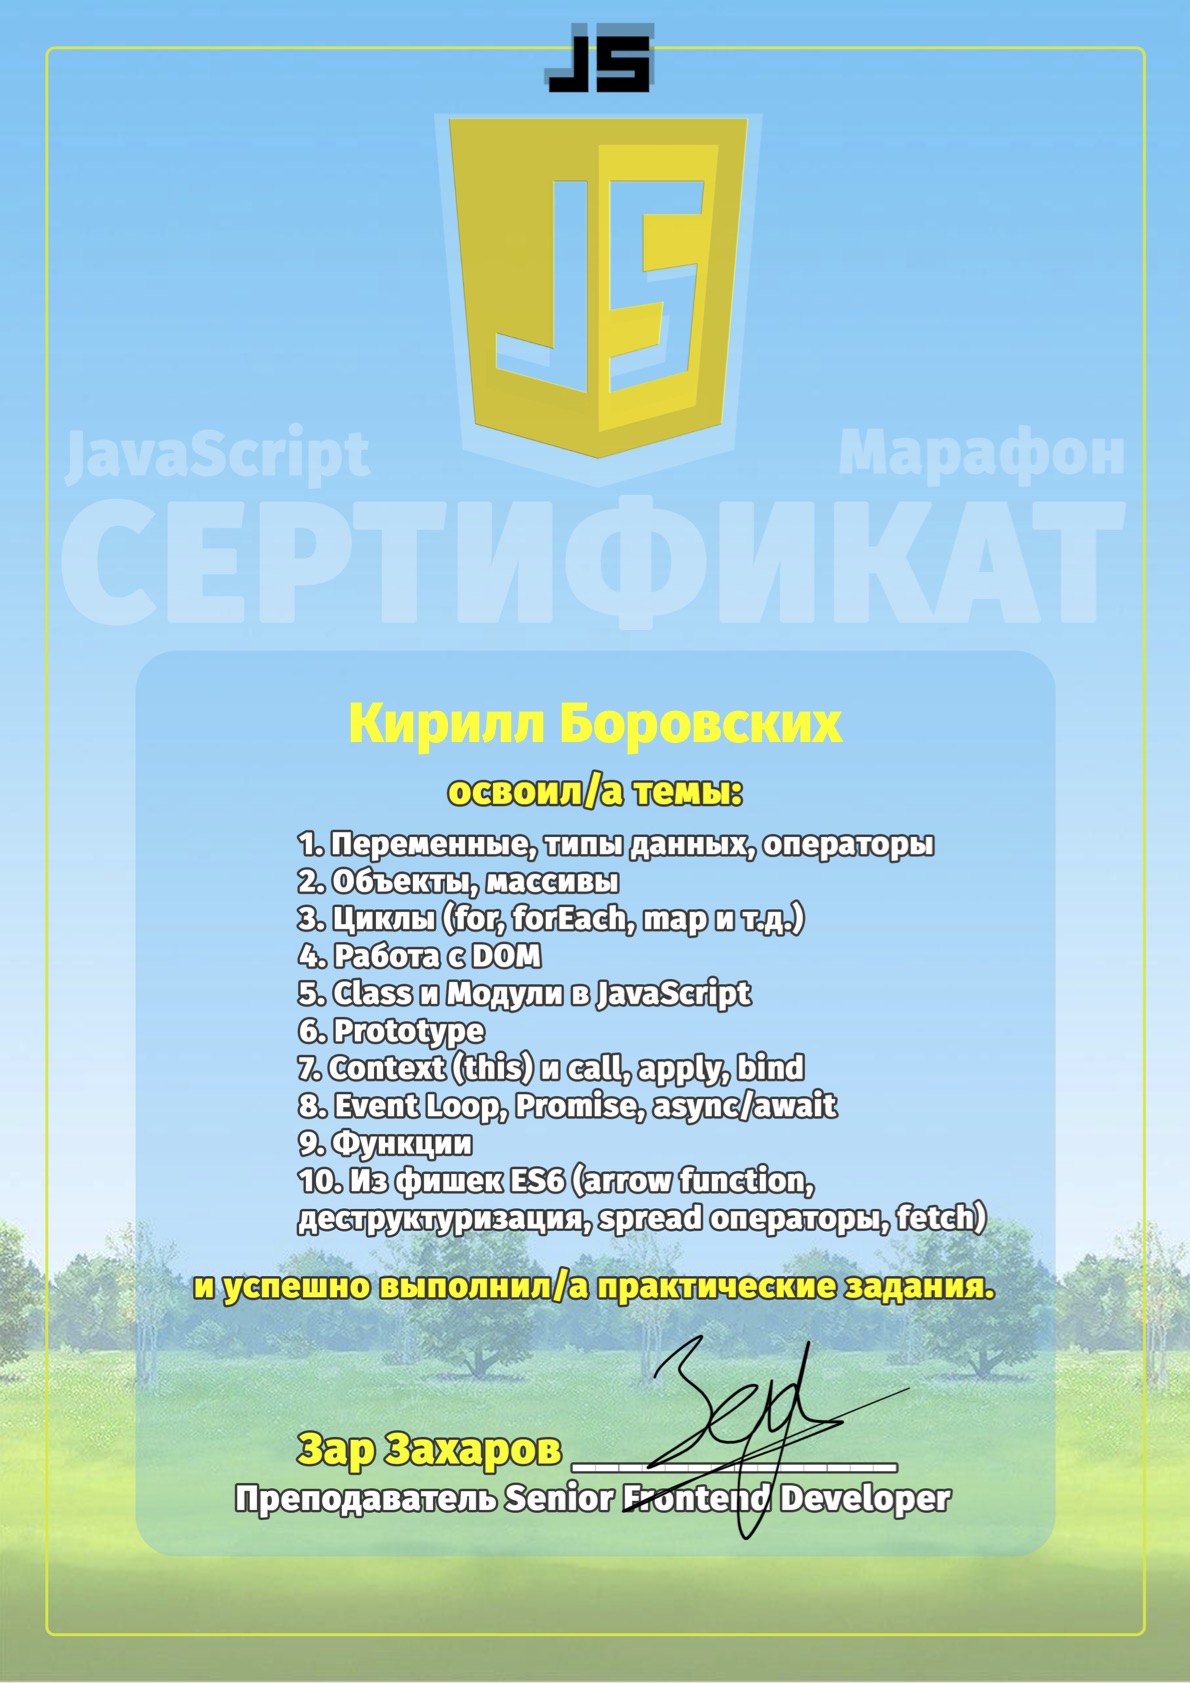 JS
JS
JavaScript Марафон
СЕРТИФИКАТ
Кирилл Боровских
освоил/а темы:
1. Переменные, типы данных, операторы
2. Объекты, массивы
3. Циклы (for, forEach, map и т.д.)
4. Работа с DOM
5. Class и Модули в JavaScript
6. Prototype
7. Context (this) и call, apply, bind
8. Event Loop, Promise, async/await
9. Функции
10. Из фишек ES6 (arrow function,
деструктуризация, spread операторы, fetch)
и успешно выполнил/а практические задания.
Зар Захаров
Преподаватель Senior Frontend Developer